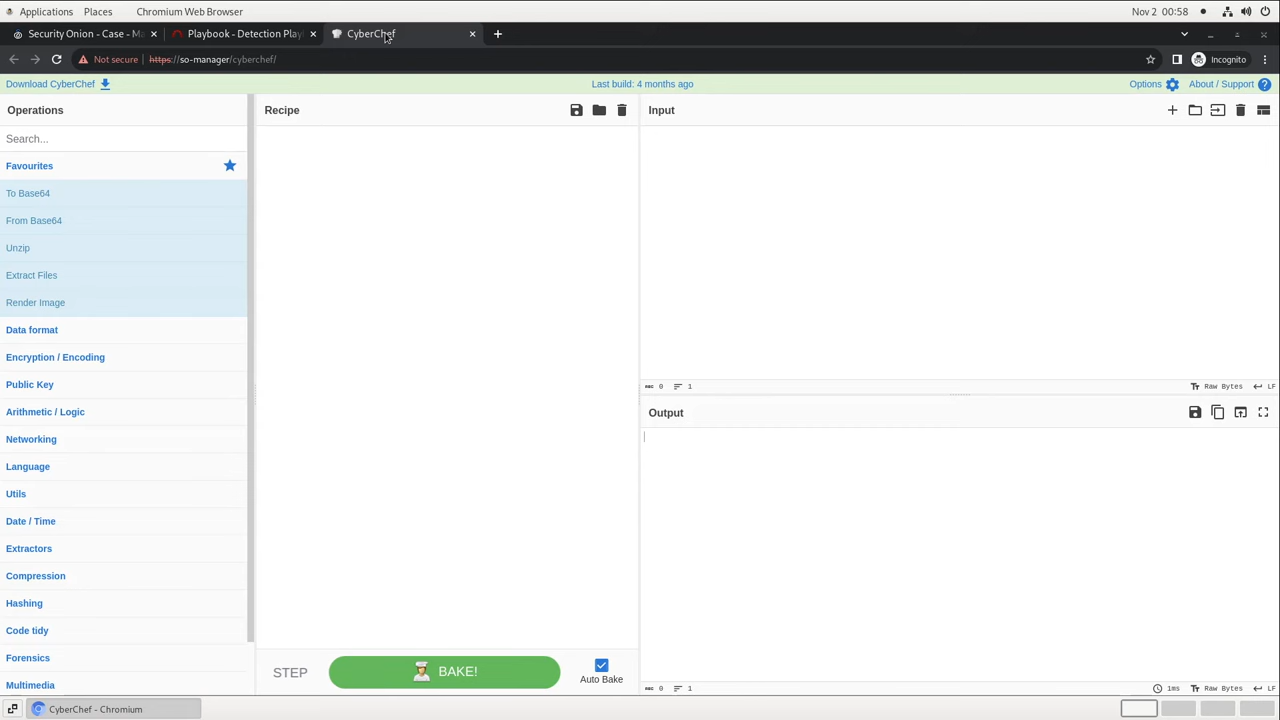 Applications Places Chromium Web Browser Nov 2 00:58
Security Onion - Case - Ma Playbook - Detection Play CyberChef
Not secure https://so-manager/cyberchef/ Incognito
Download CyberChef Last build: 4 months ago Options About / Support
Operations Recipe Input
Search...
Favourites
To Base64
From Base64
Unzip
Extract Files
Render Image
Data format
Encryption / Encoding
Public Key
Arithmetic / Logic
Networking
Language
Utils
Date / Time
Extractors
Compression
Hashing
Code tidy
Forensics
Multimedia
STEP BAKE! Auto Bake
REC 0 1 Raw Bytes LF
Output
REC 0 1 1ms Raw Bytes LF
CyberChef - Chromium